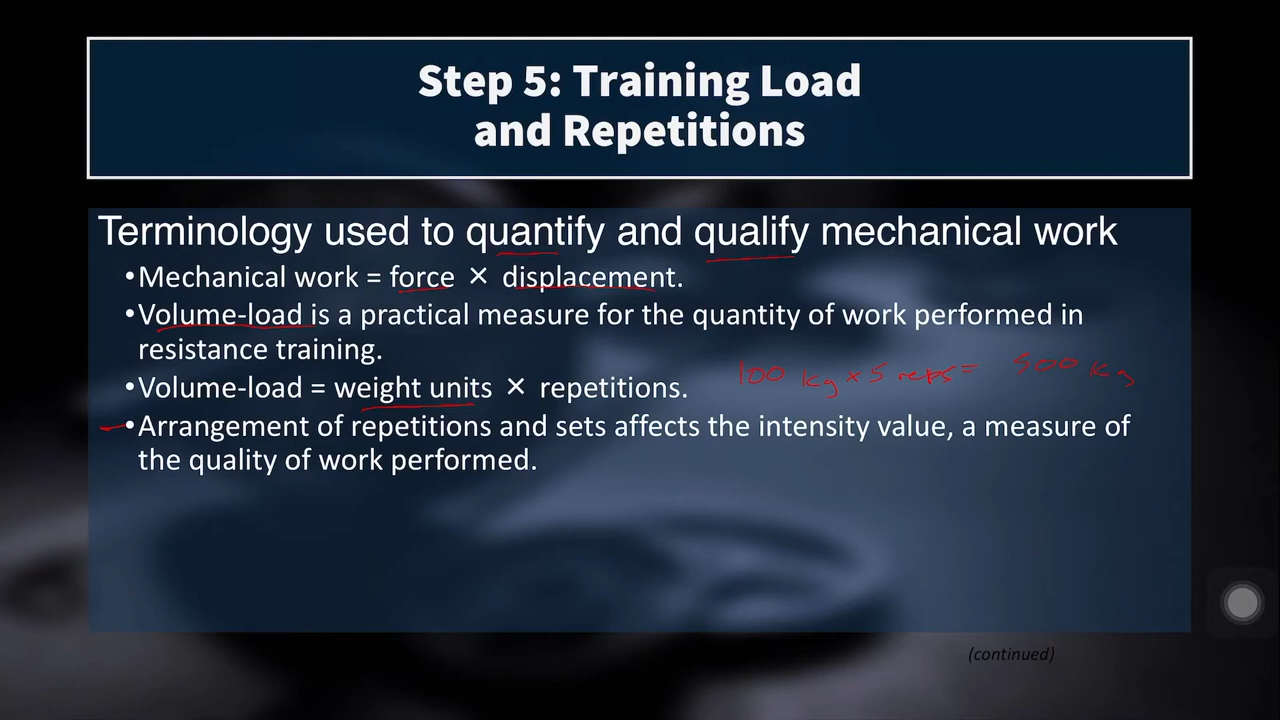 Step 5: Training Load
and Repetitions
Terminology used to quantify and qualify mechanical work
•Mechanical work = force × displacement.
•Volume-load is a practical measure for the quantity of work performed in
resistance training.
•Volume-load = weight units × repetitions.
100 kg × 5 reps = 500 kg
•Arrangement of repetitions and sets affects the intensity value, a measure of
the quality of work performed.
(continued)